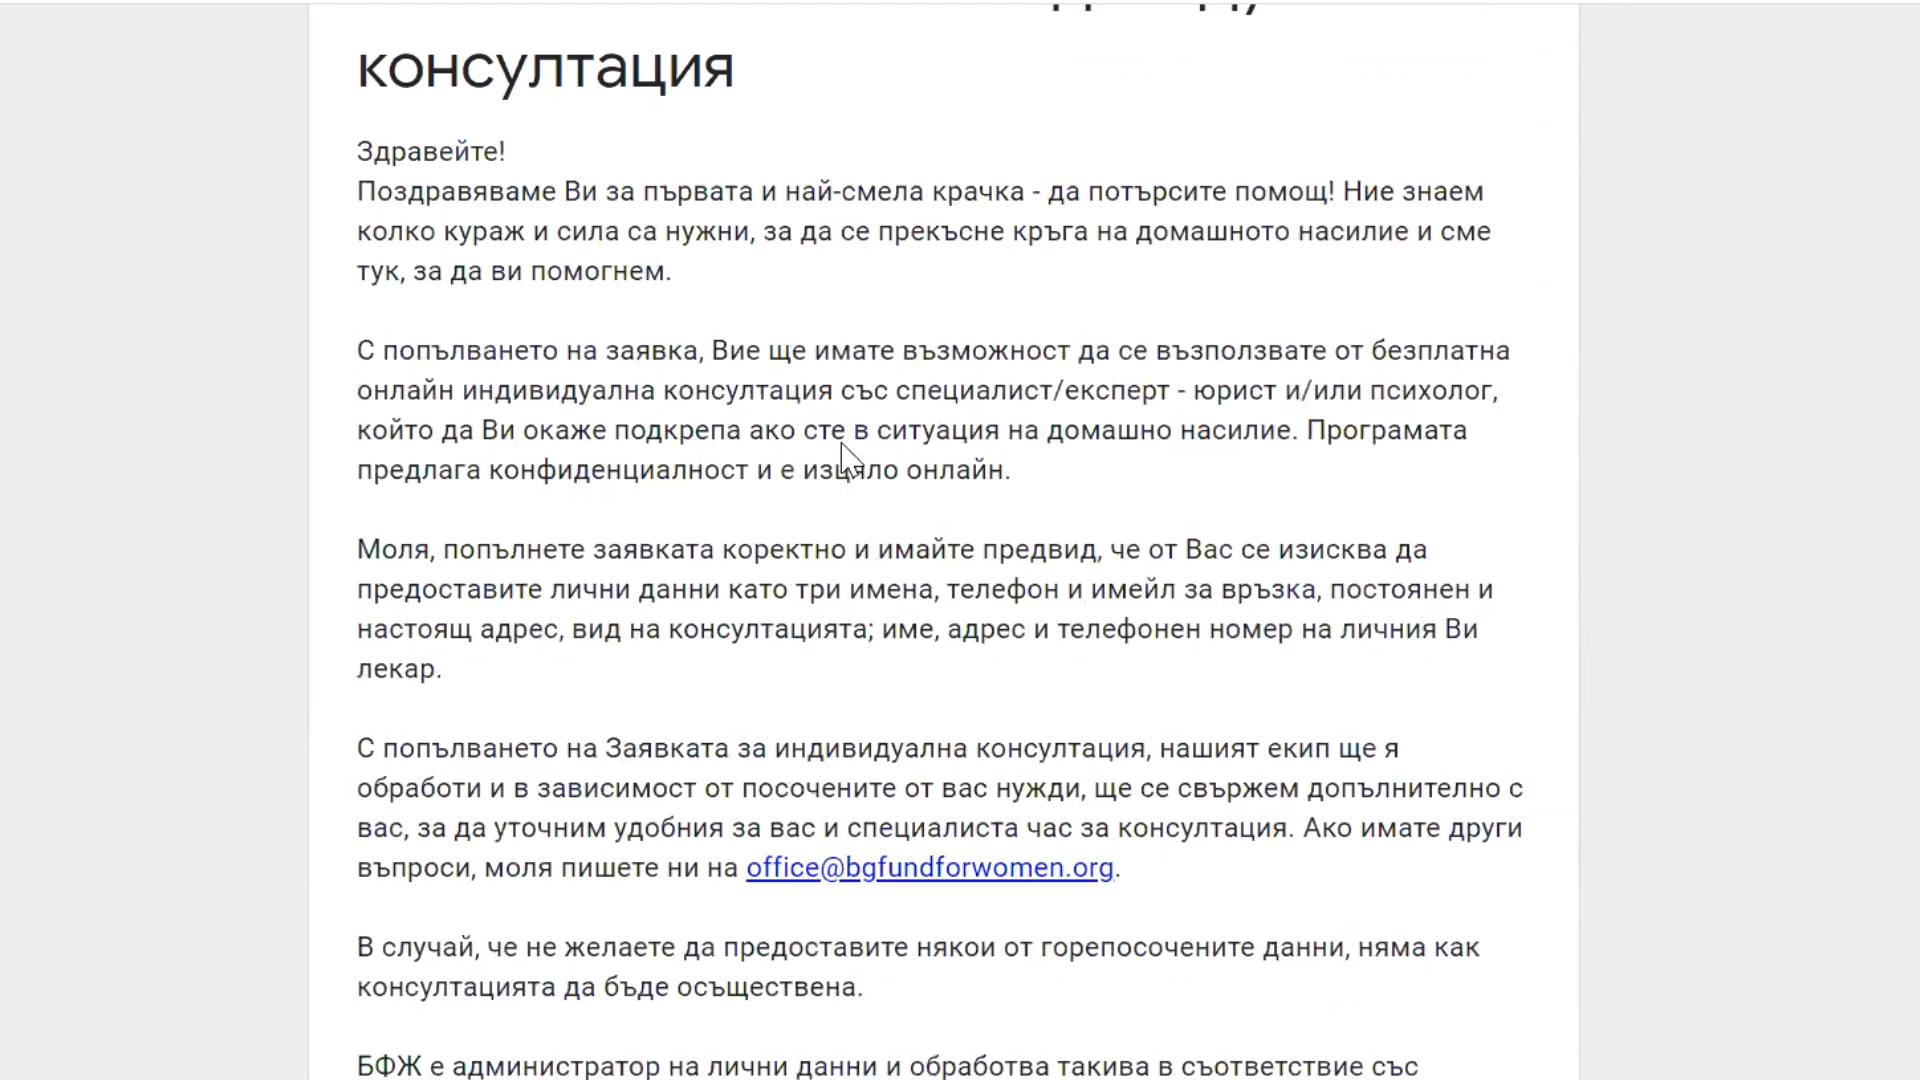 консултация
Здравейте!
Поздравяваме Ви за първата и най-смела крачка - да потърсите помощ! Ние знаем
колко кураж и сила са нужни, за да се прекъсне кръга на домашното насилие и сме
тук, за да ви помогнем.
С попълването на заявка, Вие ще имате възможност да се възползвате от безплатна
онлайн индивидуална консултация със специалист/експерт - юрист и/или психолог,
който да Ви окаже подкрепа ако сте в ситуация на домашно насилие. Програмата
предлага конфиденциалност и е изцяло онлайн.
Моля, попълнете заявката коректно и имайте предвид, че от Вас се изисква да
предоставите лични данни като три имена, телефон и имейл за връзка, постоянен и
настоящ адрес, вид на консултацията; име, адрес и телефонен номер на личния Ви
лекар.
С попълването на Заявката за индивидуална консултация, нашият екип ще я
обработи и в зависимост от посочените от вас нужди, ще се свържем допълнително с
вас, за да уточним удобния за вас и специалиста час за консултация. Ако имате други
въпроси, моля пишете ни на office@bgfundforwomen.org.
В случай, че не желаете да предоставите някои от горепосочените данни, няма как
консултацията да бъде осъществена.
БФЖ е администратор на лични данни и обработва такива в съответствие със